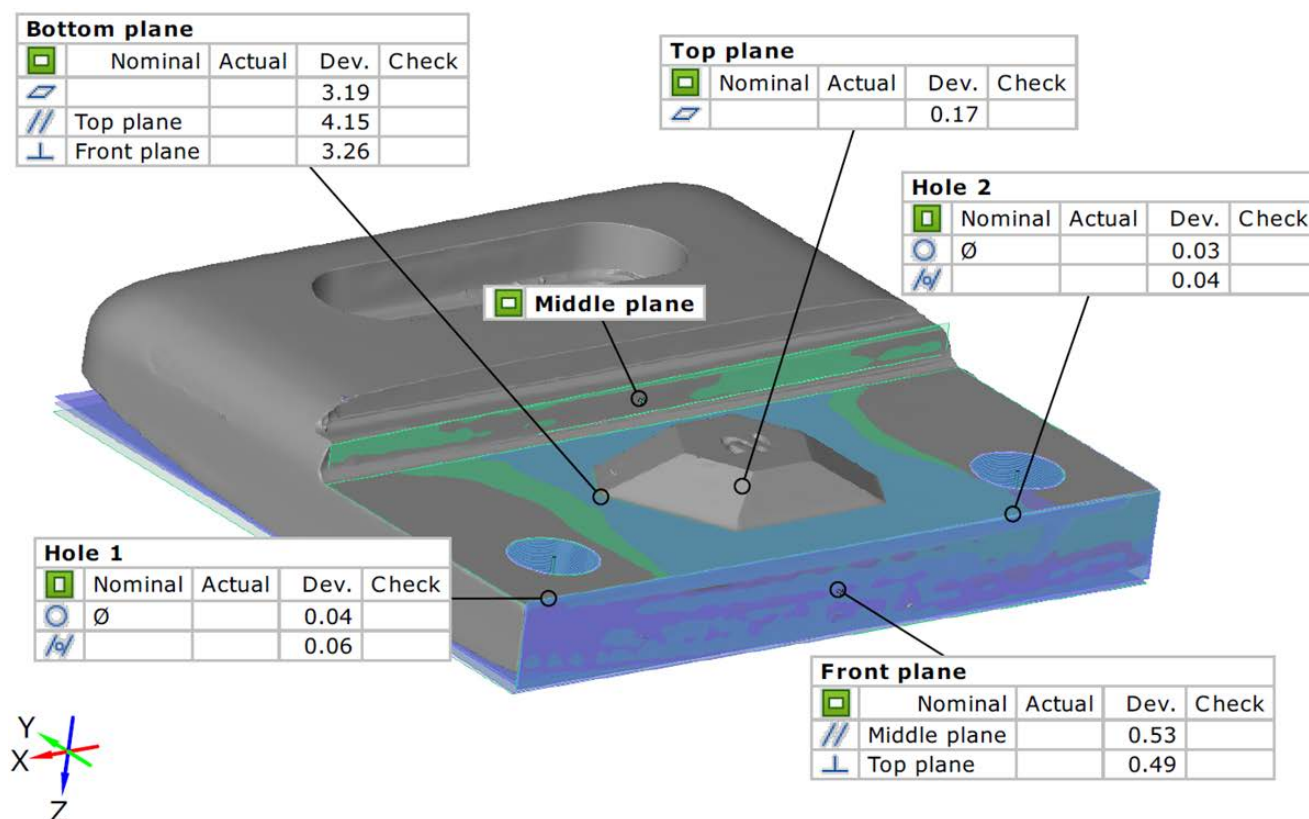 Bottom plane
Nominal Actual Dev. Check
3.19
Top plane 4.15
Front plane 3.26
Top plane
Nominal Actual Dev. Check
0.17
Hole 2
Nominal Actual Dev. Check
Ø 0.03
0.04
Middle plane
Hole 1
Nominal Actual Dev. Check
Ø 0.04
0.06
Front plane
Nominal Actual Dev. Check
Middle plane 0.53
Top plane 0.49
Y
X
Z